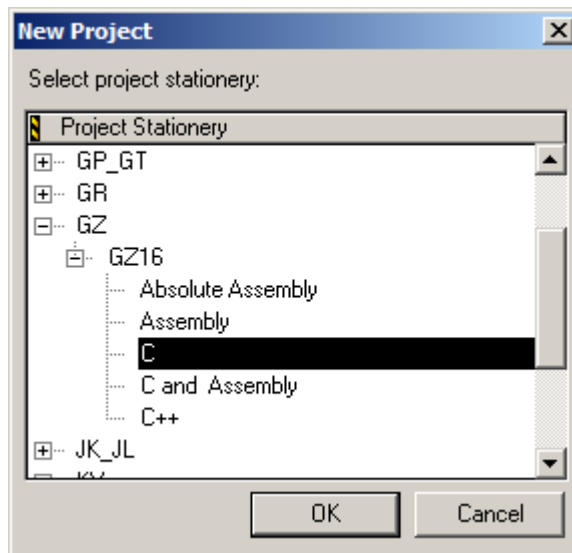 New Project
Select project stationery:
Project Stationery
GP_GT
GR
GZ
GZ16
Absolute Assembly
Assembly
C
C and Assembly
C++
JK_JL
OK
Cancel